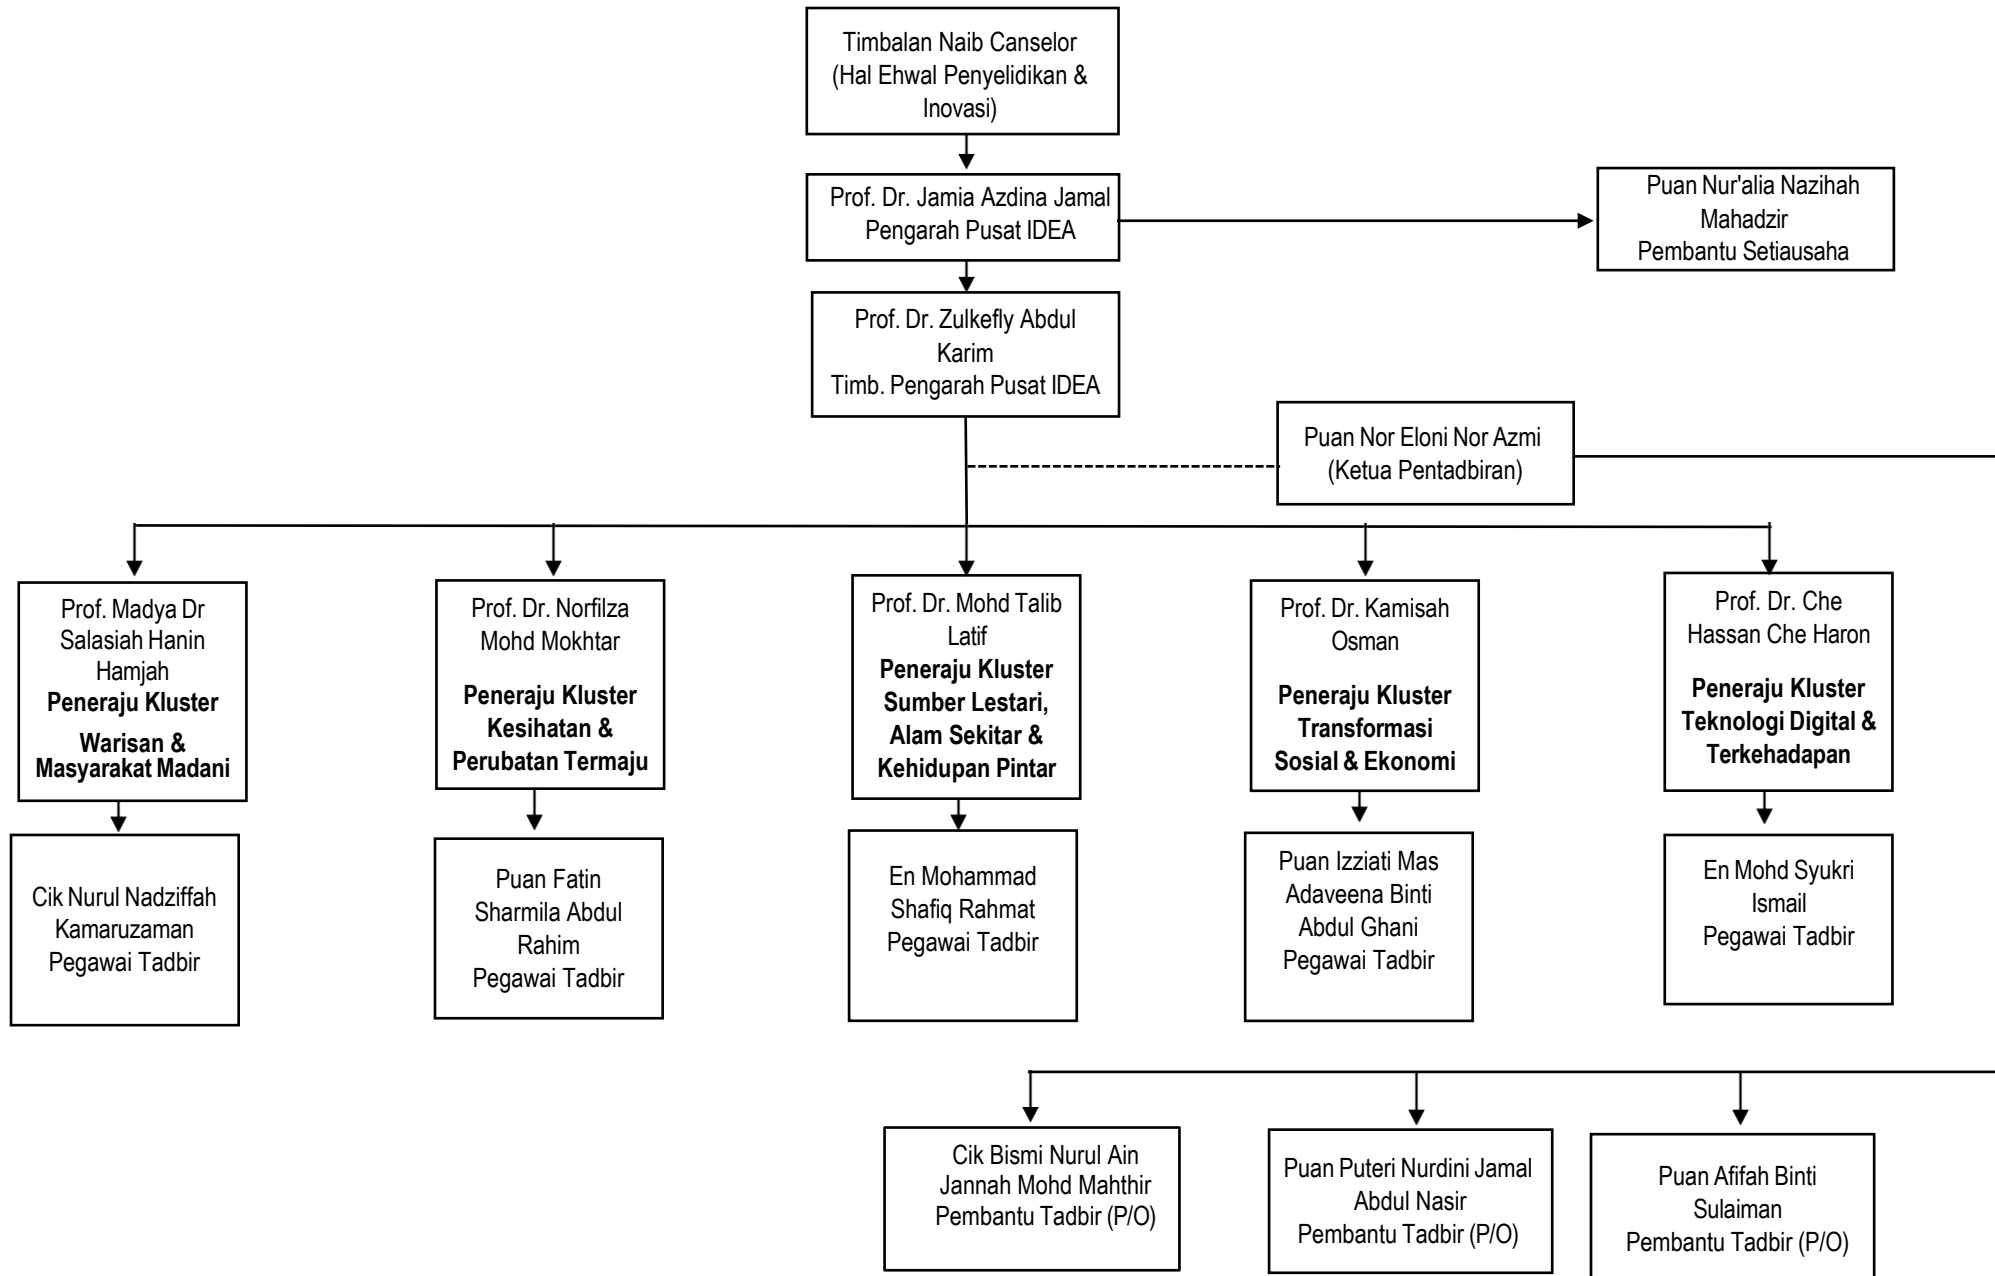 Timbalan Naib Canselor
(Hal Ehwal Penyelidikan &
Inovasi)
Prof. Dr. Jamia Azdina Jamal
Pengarah Pusat IDEA
Puan Nur'alia Nazihah
Mahadzir
Pembantu Setiausaha
Prof. Dr. Zulkefly Abdul
Karim
Timb. Pengarah Pusat IDEA
Puan Nor Eloni Nor Azmi
(Ketua Pentadbiran)
Prof. Madya Dr
Salasiah Hanin
Hamjah
Peneraju Kluster
Warisan &
Masyarakat Madani
Prof. Dr. Norfilza
Mohd Mokhtar
Peneraju Kluster
Kesihatan &
Perubatan Termaju
Prof. Dr. Mohd Talib
Latif
Peneraju Kluster
Sumber Lestari,
Alam Sekitar &
Kehidupan Pintar
Prof. Dr. Kamisah
Osman
Peneraju Kluster
Transformasi
Sosial & Ekonomi
Prof. Dr. Che
Hassan Che Haron
Peneraju Kluster
Teknologi Digital &
Terkehadapan
Cik Nurul Nadziffah
Kamaruzaman
Pegawai Tadbir
Puan Fatin
Sharmila Abdul
Rahim
Pegawai Tadbir
En Mohammad
Shafiq Rahmat
Pegawai Tadbir
Puan Izziati Mas
Adaveena Binti
Abdul Ghani
Pegawai Tadbir
En Mohd Syukri
Ismail
Pegawai Tadbir
Cik Bismi Nurul Ain
Jannah Mohd Mahthir
Pembantu Tadbir (P/O)
Puan Puteri Nurdini Jamal
Abdul Nasir
Pembantu Tadbir (P/O)
Puan Afifah Binti
Sulaiman
Pembantu Tadbir (P/O)